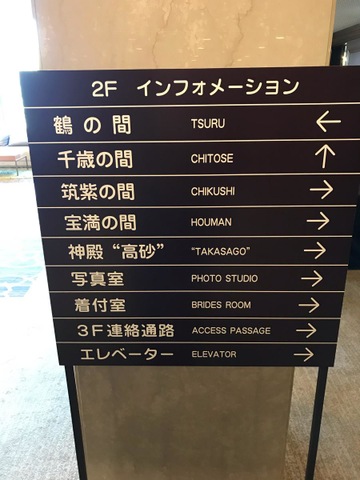 2F インフォメーション
鶴の間 TSURU ←
千歳の間 CHITOSE ↑
筑紫の間 CHIKUSHI →
宝満の間 HOUMAN →
神殿“高砂” “TAKASAGO” →
写真室 PHOTO STUDIO →
着付室 BRIDES ROOM →
3F連絡通路 ACCESS PASSAGE →
エレベーター ELEVATOR →